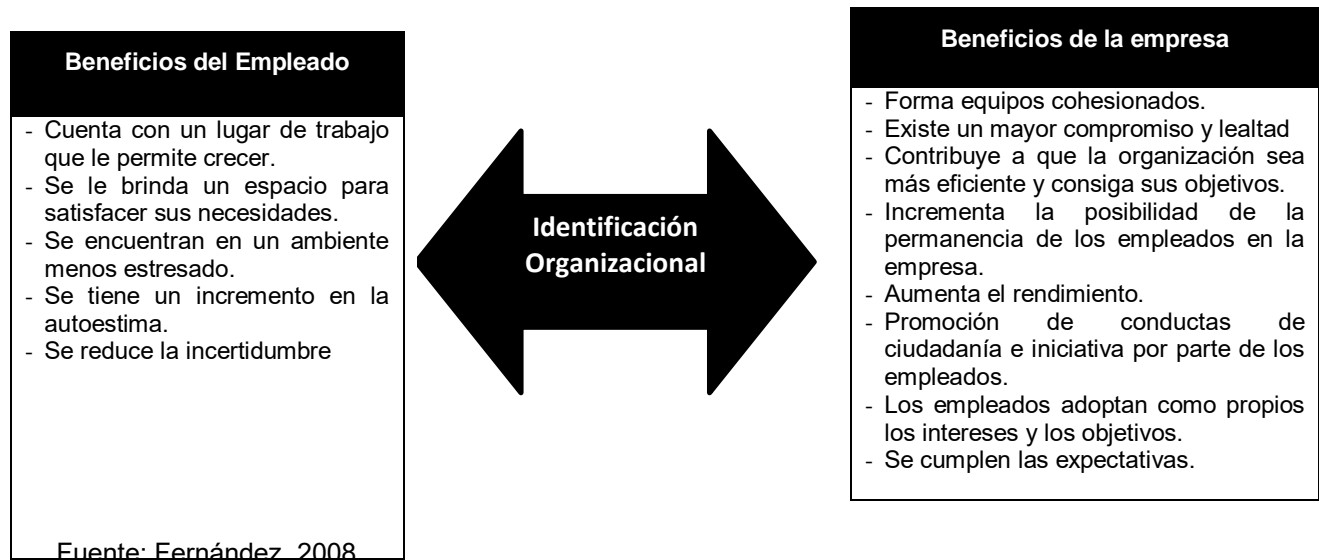 Beneficios del Empleado
- Cuenta con un lugar de trabajo
que le permite crecer.
- Se le brinda un espacio para
satisfacer sus necesidades.
- Se encuentran en un ambiente
menos estresado.
- Se tiene un incremento en la
autoestima.
- Se reduce la incertidumbre
Fuente: Fernández, 2008
Identificación
Organizacional
Beneficios de la empresa
- Forma equipos cohesionados.
- Existe un mayor compromiso y lealtad
- Contribuye a que la organización sea
más eficiente y consiga sus objetivos.
- Incrementa la posibilidad de la
permanencia de los empleados en la
empresa.
- Aumenta el rendimiento.
- Promoción de conductas de
ciudadanía e iniciativa por parte de los
empleados.
- Los empleados adoptan como propios
los intereses y los objetivos.
- Se cumplen las expectativas.